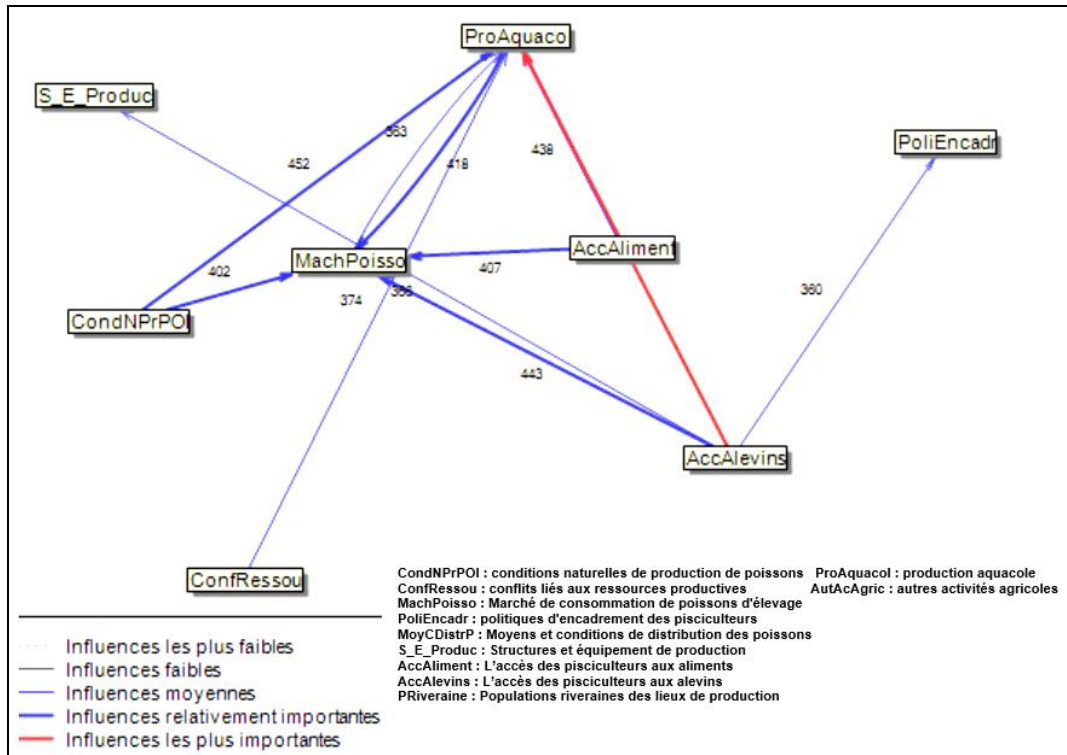 ProAquaco
S_E_Produc
PoliEncadr
363
452
418
438
AccAliment
MachPoisso
402
407
374
360
CondNPrPOI
443
AccAlevins
ConfRessou
CondNPrPOI : conditions naturelles de production de poissons ProAquacol : production aquacole
ConfRessou : conflits liés aux ressources productives AutAcAgric : autres activités agricoles
MachPoisso : Marché de consommation de poissons d'élevage
PoliEncadr : politiques d'encadrement des pisciculteurs
MoyCDistrP : Moyens et conditions de distribution des poissons
S_E_Produc : Structures et équipement de production
AccAliment : L'accès des pisciculteurs aux aliments
AccAlevins : L'accès des pisciculteurs aux alevins
PRiveraine : Populations riveraines des lieux de production
Influences les plus faibles
Influences faibles
Influences moyennes
Influences relativement importantes
Influences les plus importantes